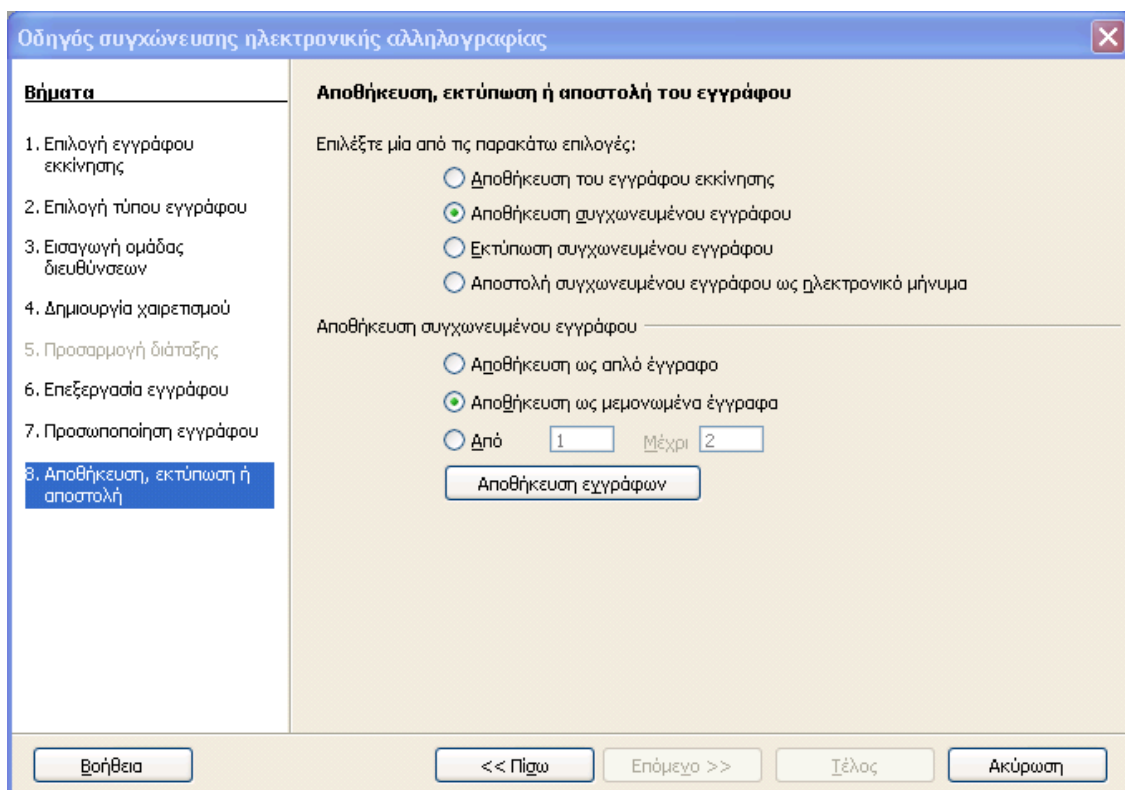 Οδηγός συγχώνευσης ηλεκτρονικής αλληλογραφίας
Βήματα
1. Επιλογή εγγράφου
εκκίνησης
2. Επιλογή τύπου εγγράφου
3. Εισαγωγή ομάδας
διευθύνσεων
4. Δημιουργία χαιρετισμού
5. Προσαρμογή διάταξης
6. Επεξεργασία εγγράφου
7. Προσωποποίηση εγγράφου
8. Αποθήκευση, εκτύπωση ή
αποστολή
Αποθήκευση, εκτύπωση ή αποστολή του εγγράφου
Επιλέξτε μία από τις παρακάτω επιλογές:
Αποθήκευση του εγγράφου εκκίνησης
Αποθήκευση συγχωνευμένου εγγράφου
Εκτύπωση συγχωνευμένου εγγράφου
Αποστολή συγχωνευμένου εγγράφου ως ηλεκτρονικό μήνυμα
Αποθήκευση συγχωνευμένου εγγράφου
Αποθήκευση ως απλό έγγραφο
Αποθήκευση ως μεμονωμένα έγγραφα
Από 1 Μέχρι 2
Αποθήκευση εγγράφων
Βοήθεια << Πίσω Επόμενο >> Τέλος Ακύρωση